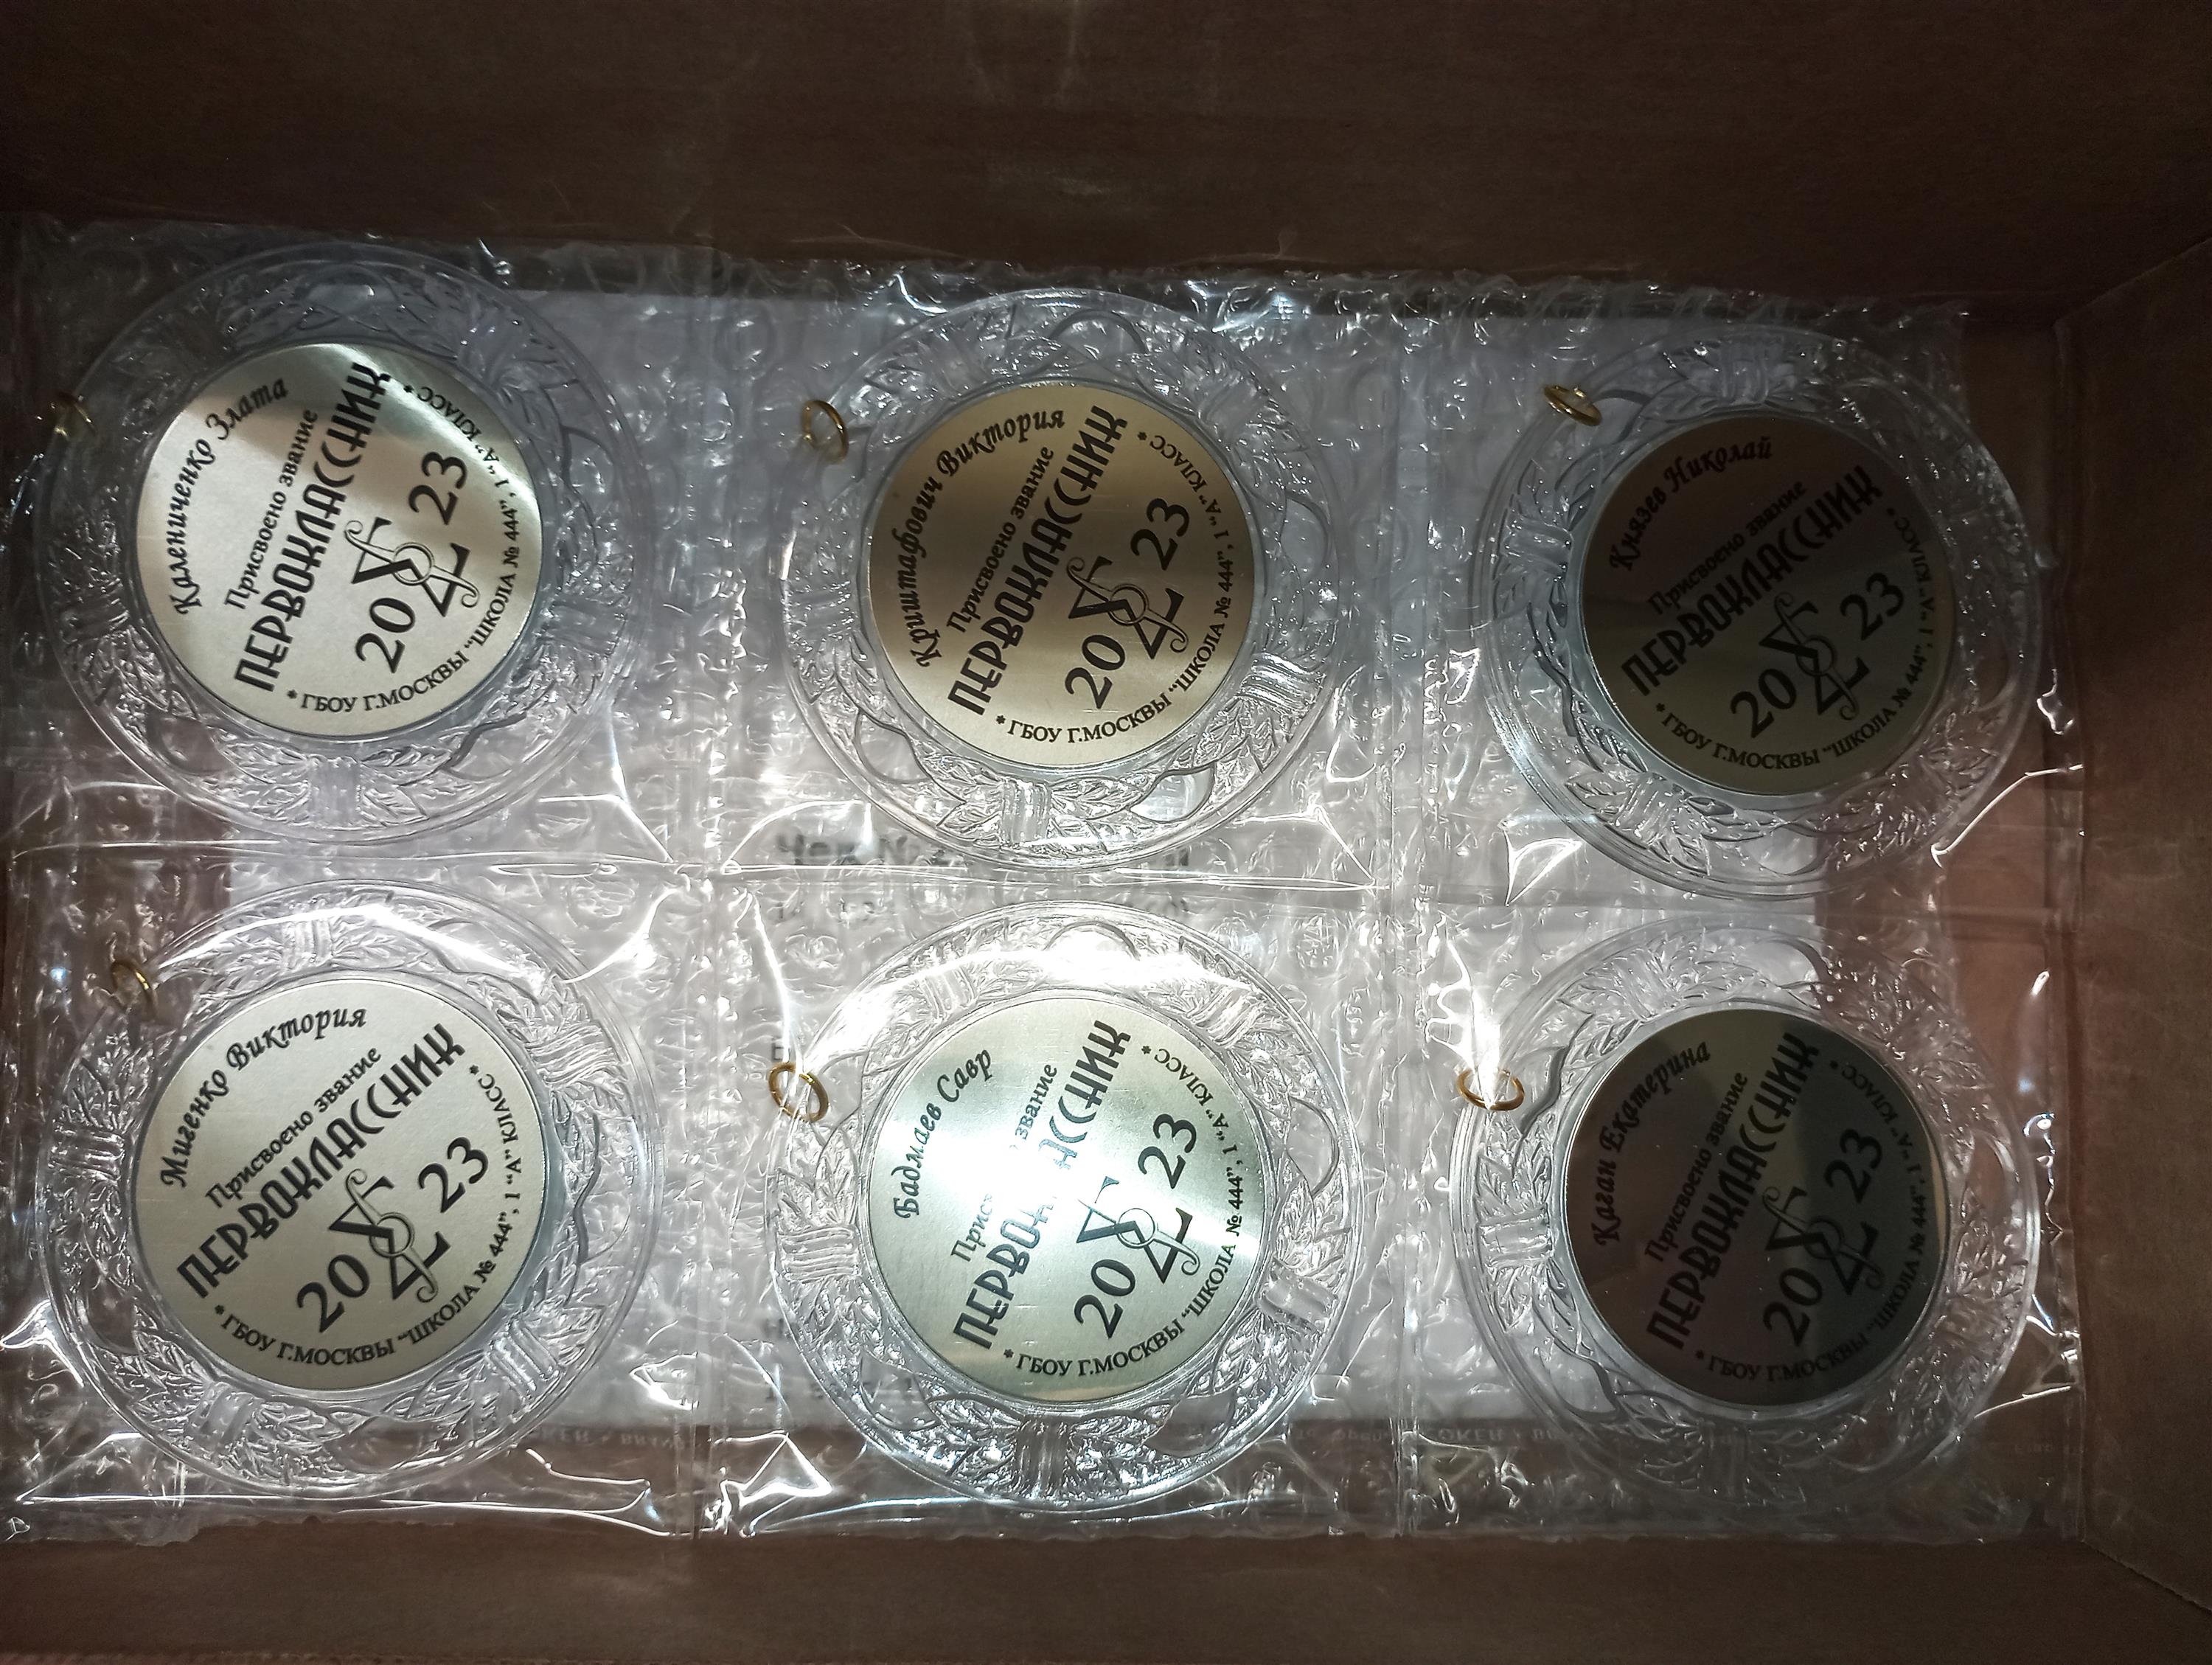 Каленниченко Злата
Присвоено звание
ПЕРВОКЛАССНИК
20 23
* ГБОУ Г.МОСКВЫ "ШКОЛА № 444", 1 "А" КЛАСС *
Криштафович Виктория
Присвоено звание
ПЕРВОКЛАССНИК
20 23
* ГБОУ Г.МОСКВЫ "ШКОЛА № 444", 1 "А" КЛАСС *
Князев Николай
Присвоено звание
ПЕРВОКЛАССНИК
20 23
* ГБОУ Г.МОСКВЫ "ШКОЛА № 444", 1 "А" КЛАСС *
Мигенко Виктория
Присвоено звание
ПЕРВОКЛАССНИК
20 23
* ГБОУ Г.МОСКВЫ "ШКОЛА № 444", 1 "А" КЛАСС *
Бадмаев Савр
Присвоено звание
ПЕРВОКЛАССНИК
20 23
* ГБОУ Г.МОСКВЫ "ШКОЛА № 444", 1 "А" КЛАСС *
Каган Екатерина
Присвоено звание
ПЕРВОКЛАССНИК
20 23
* ГБОУ Г.МОСКВЫ "ШКОЛА № 444", 1 "А" КЛАСС *